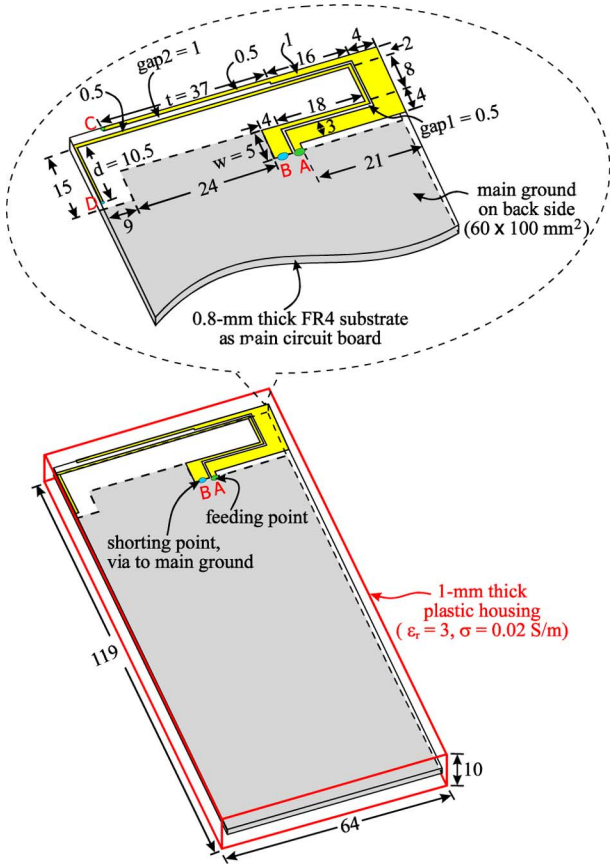 4
1
16
2
0.5
gap2 = 1
8
t = 37
0.5
4
18
C
4
gap1 = 0.5
3
w = 5
d = 10.5
15
B A
21
24
D
9
main ground
on back side
(60 x 100 mm²)
0.8-mm thick FR4 substrate
as main circuit board
B A
feeding point
shorting point,
via to main ground
1-mm thick
plastic housing
( εr = 3, σ = 0.02 S/m)
119
10
64